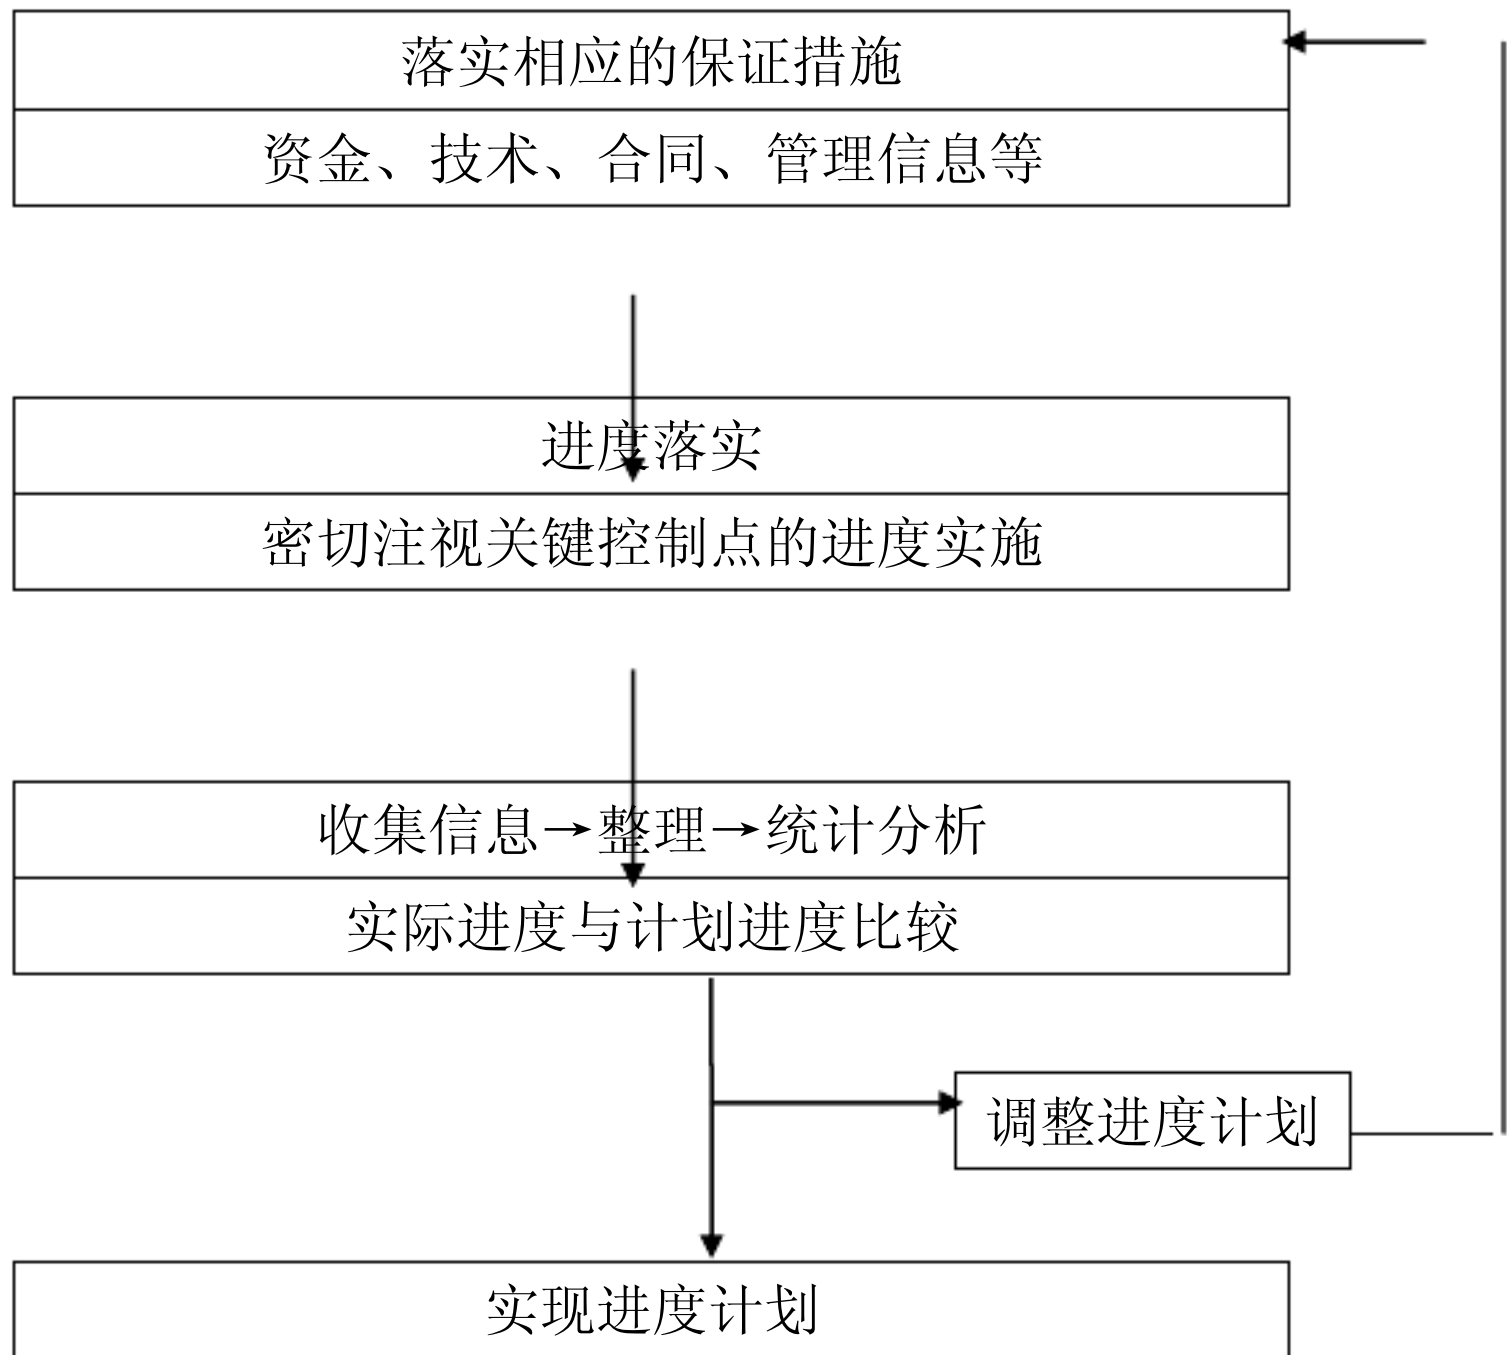 落实相应的保证措施
资金、技术、合同、管理信息等
进度落实
密切注视关键控制点的进度实施
收集信息→整理→统计分析
实际进度与计划进度比较
调整进度计划
实现进度计划